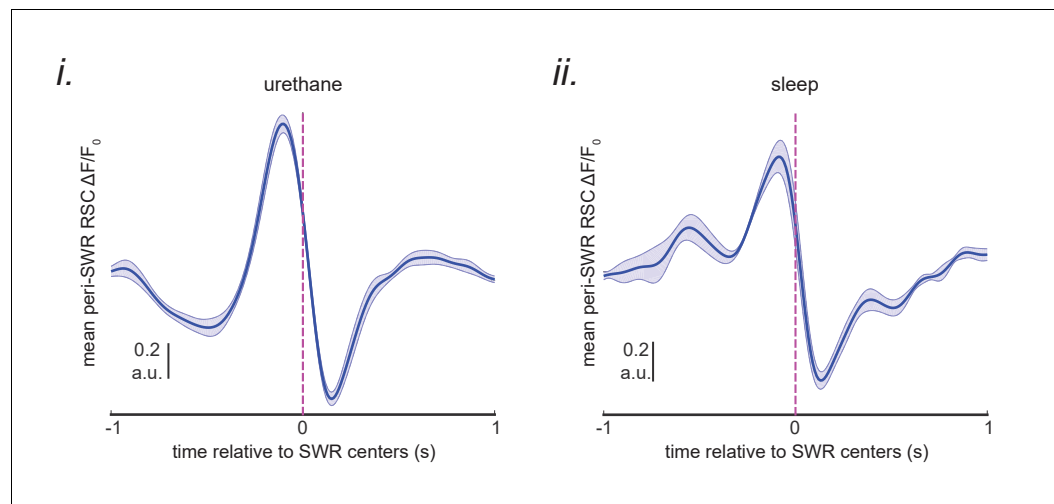 i.
urethane
mean peri-SWR RSC ΔF/F0
0.2
a.u.
-1
0
1
time relative to SWR centers (s)
ii.
sleep
mean peri-SWR RSC ΔF/F0
0.2
a.u.
-1
0
1
time relative to SWR centers (s)